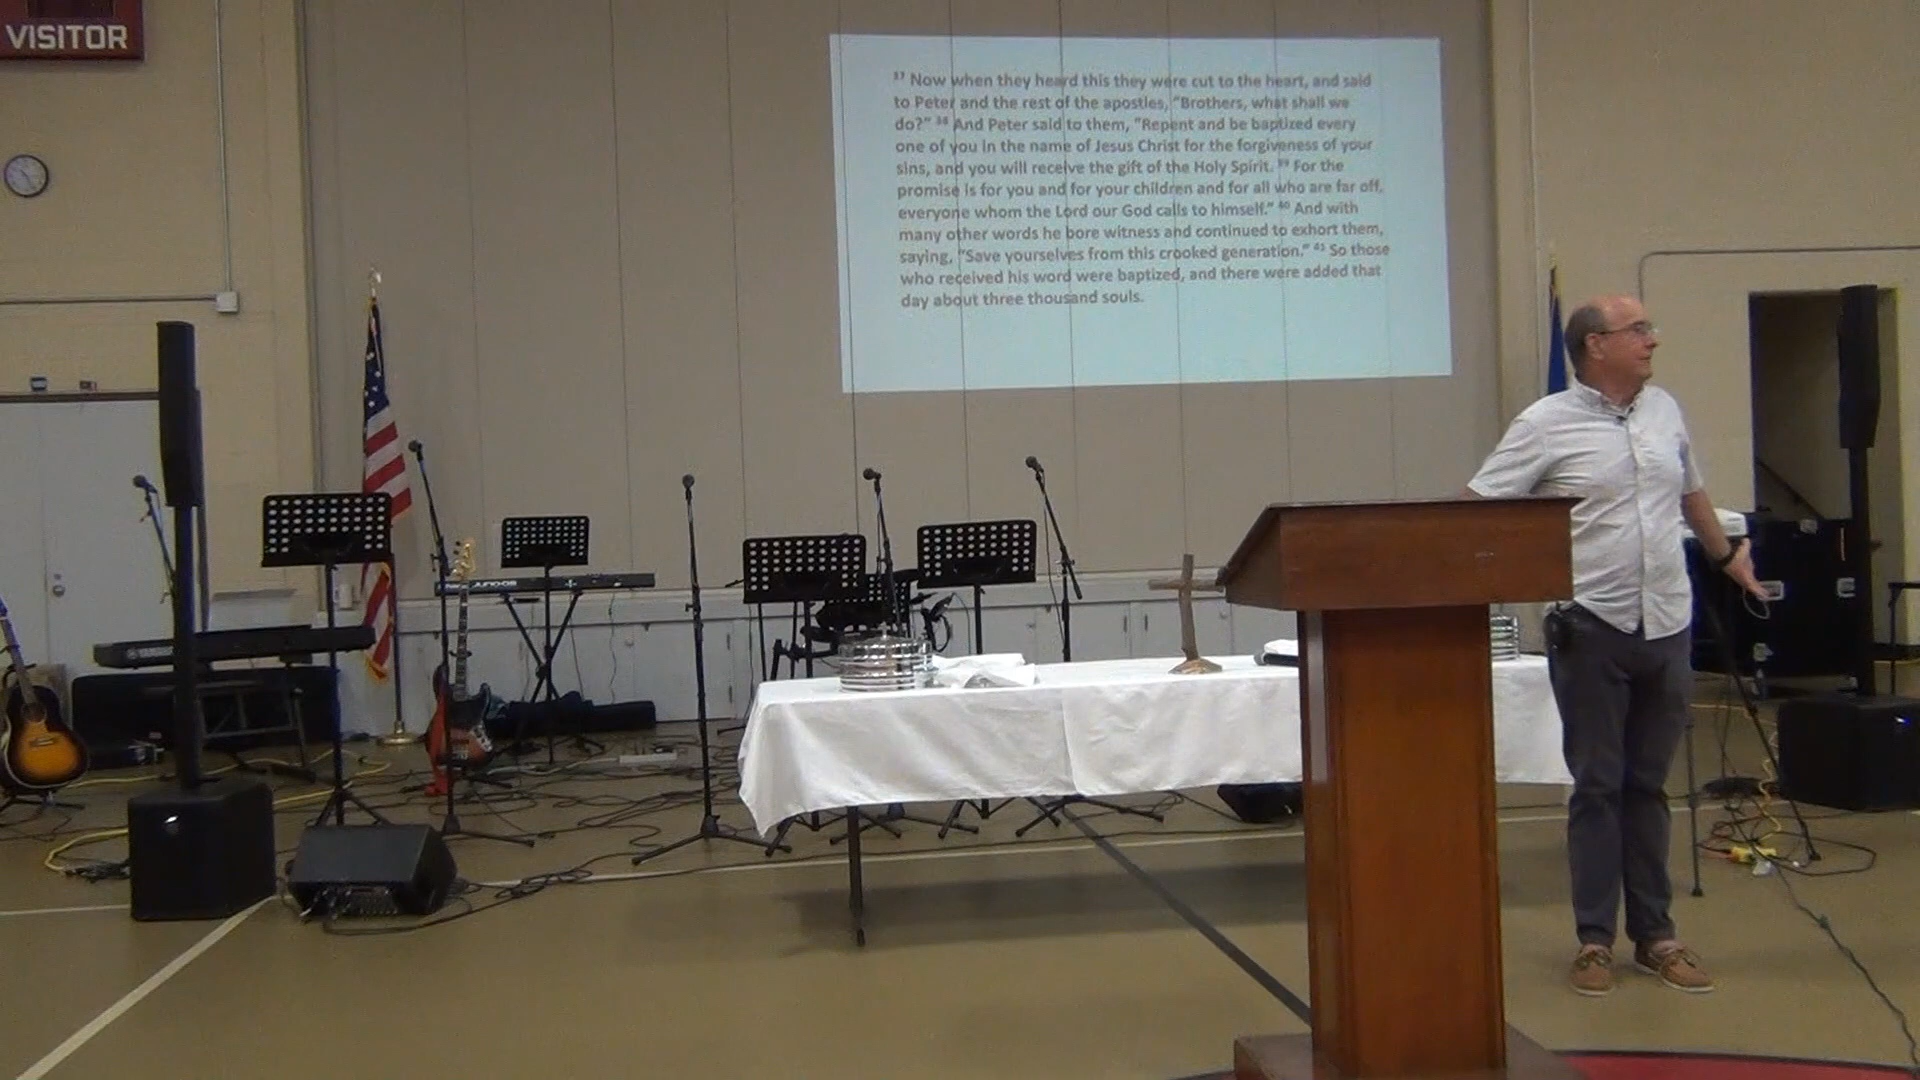 VISITOR
³⁷ Now when they heard this they were cut to the heart, and said
to Peter and the rest of the apostles, "Brothers, what shall we
do?" ³⁸ And Peter said to them, "Repent and be baptized every
one of you in the name of Jesus Christ for the forgiveness of your
sins, and you will receive the gift of the Holy Spirit. ³⁹ For the
promise is for you and for your children and for all who are far off,
everyone whom the Lord our God calls to himself." ⁴⁰ And with
many other words he bore witness and continued to exhort them,
saying, "Save yourselves from this crooked generation." ⁴¹ So those
who received his word were baptized, and there were added that
day about three thousand souls.
JUNO-DS
YAMAHA